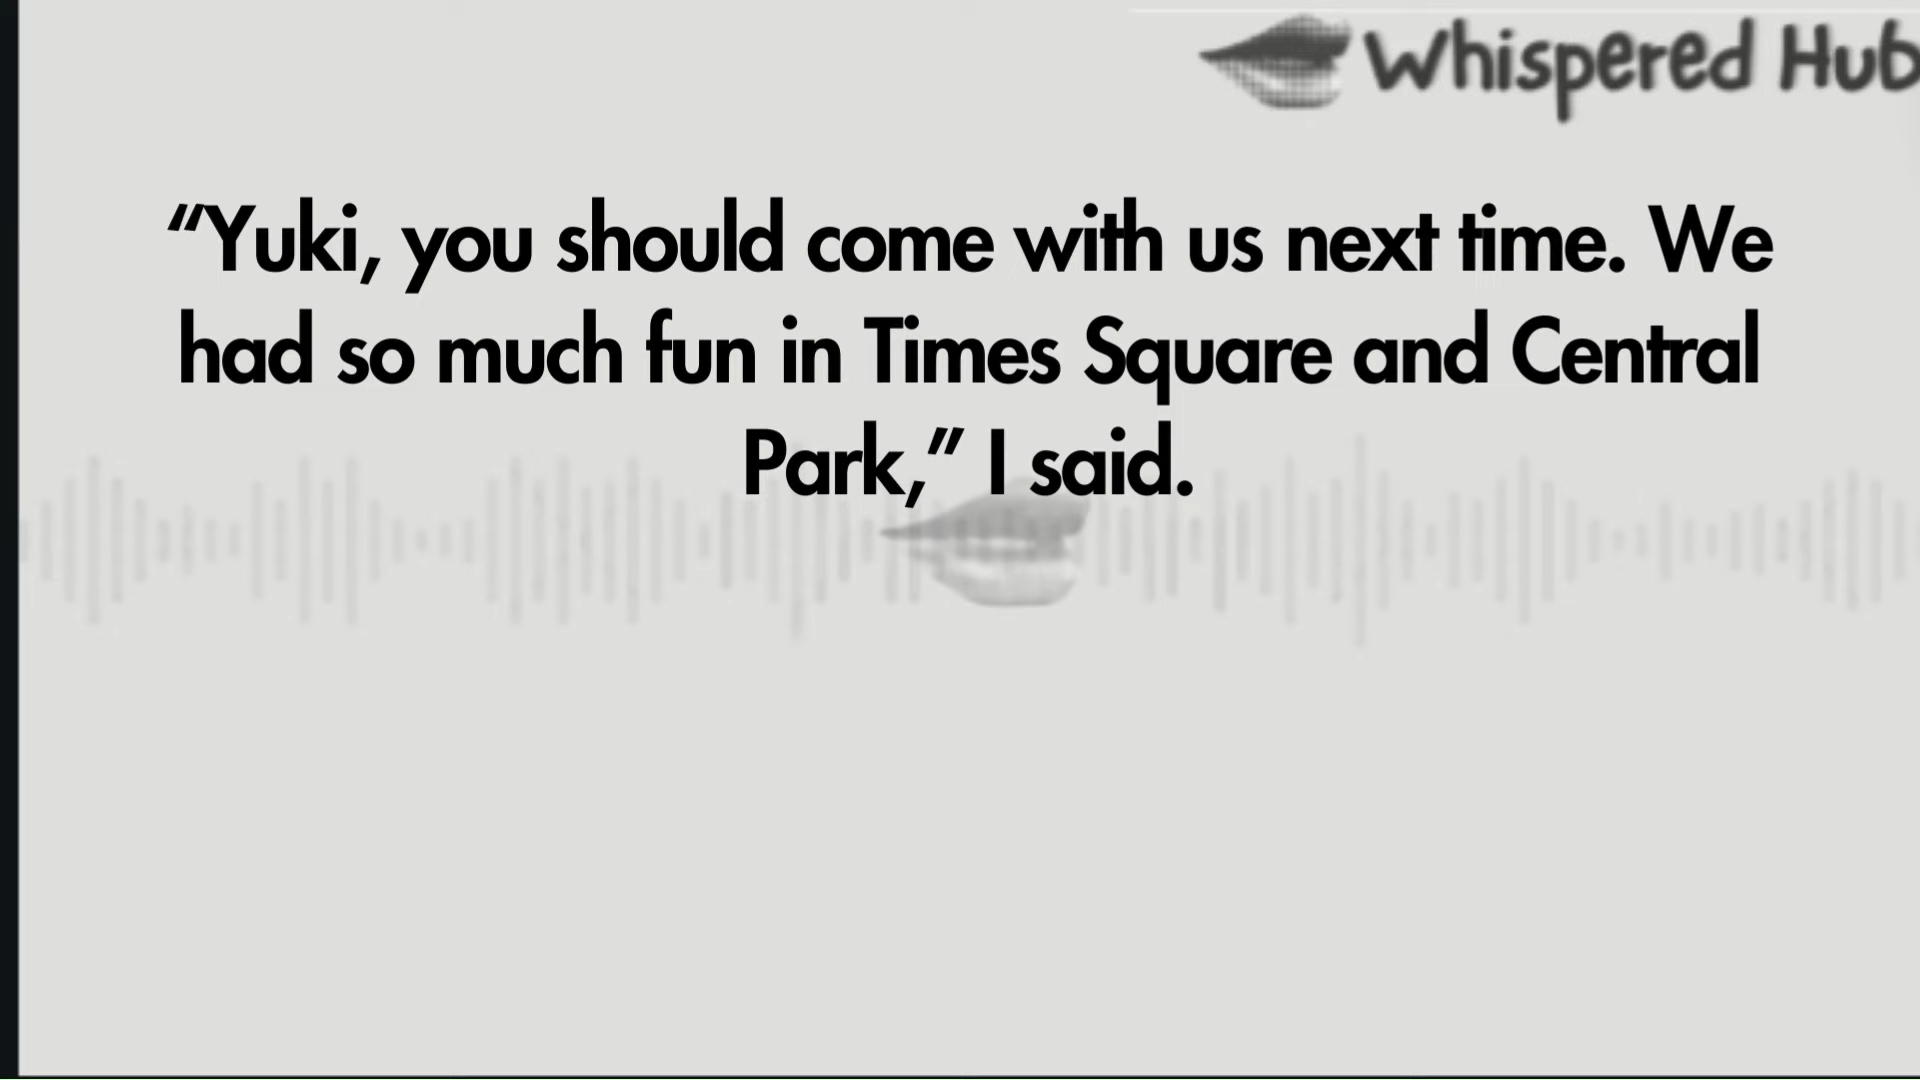 Whispered Hub
“Yuki, you should come with us next time. We
had so much fun in Times Square and Central
Park,” I said.